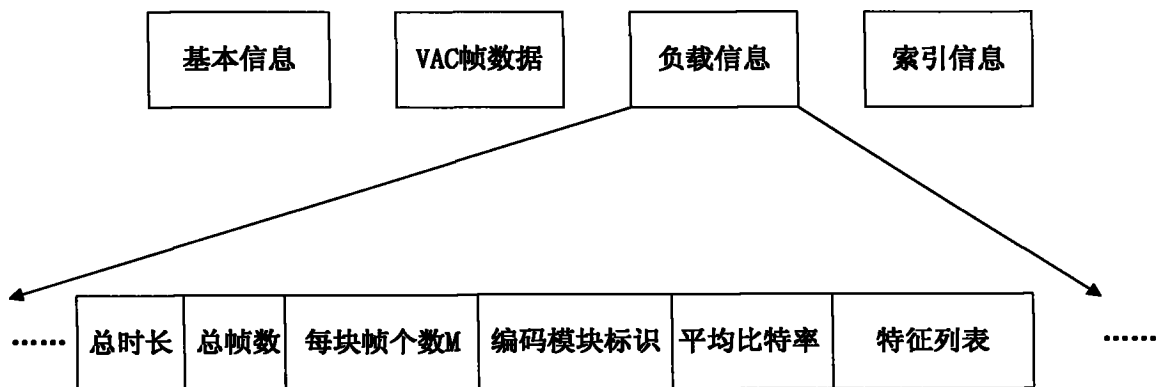 基本信息 VAC帧数据 负载信息 索引信息
…… 总时长 总帧数 每块帧个数M 编码模块标识 平均比特率 特征列表 ……